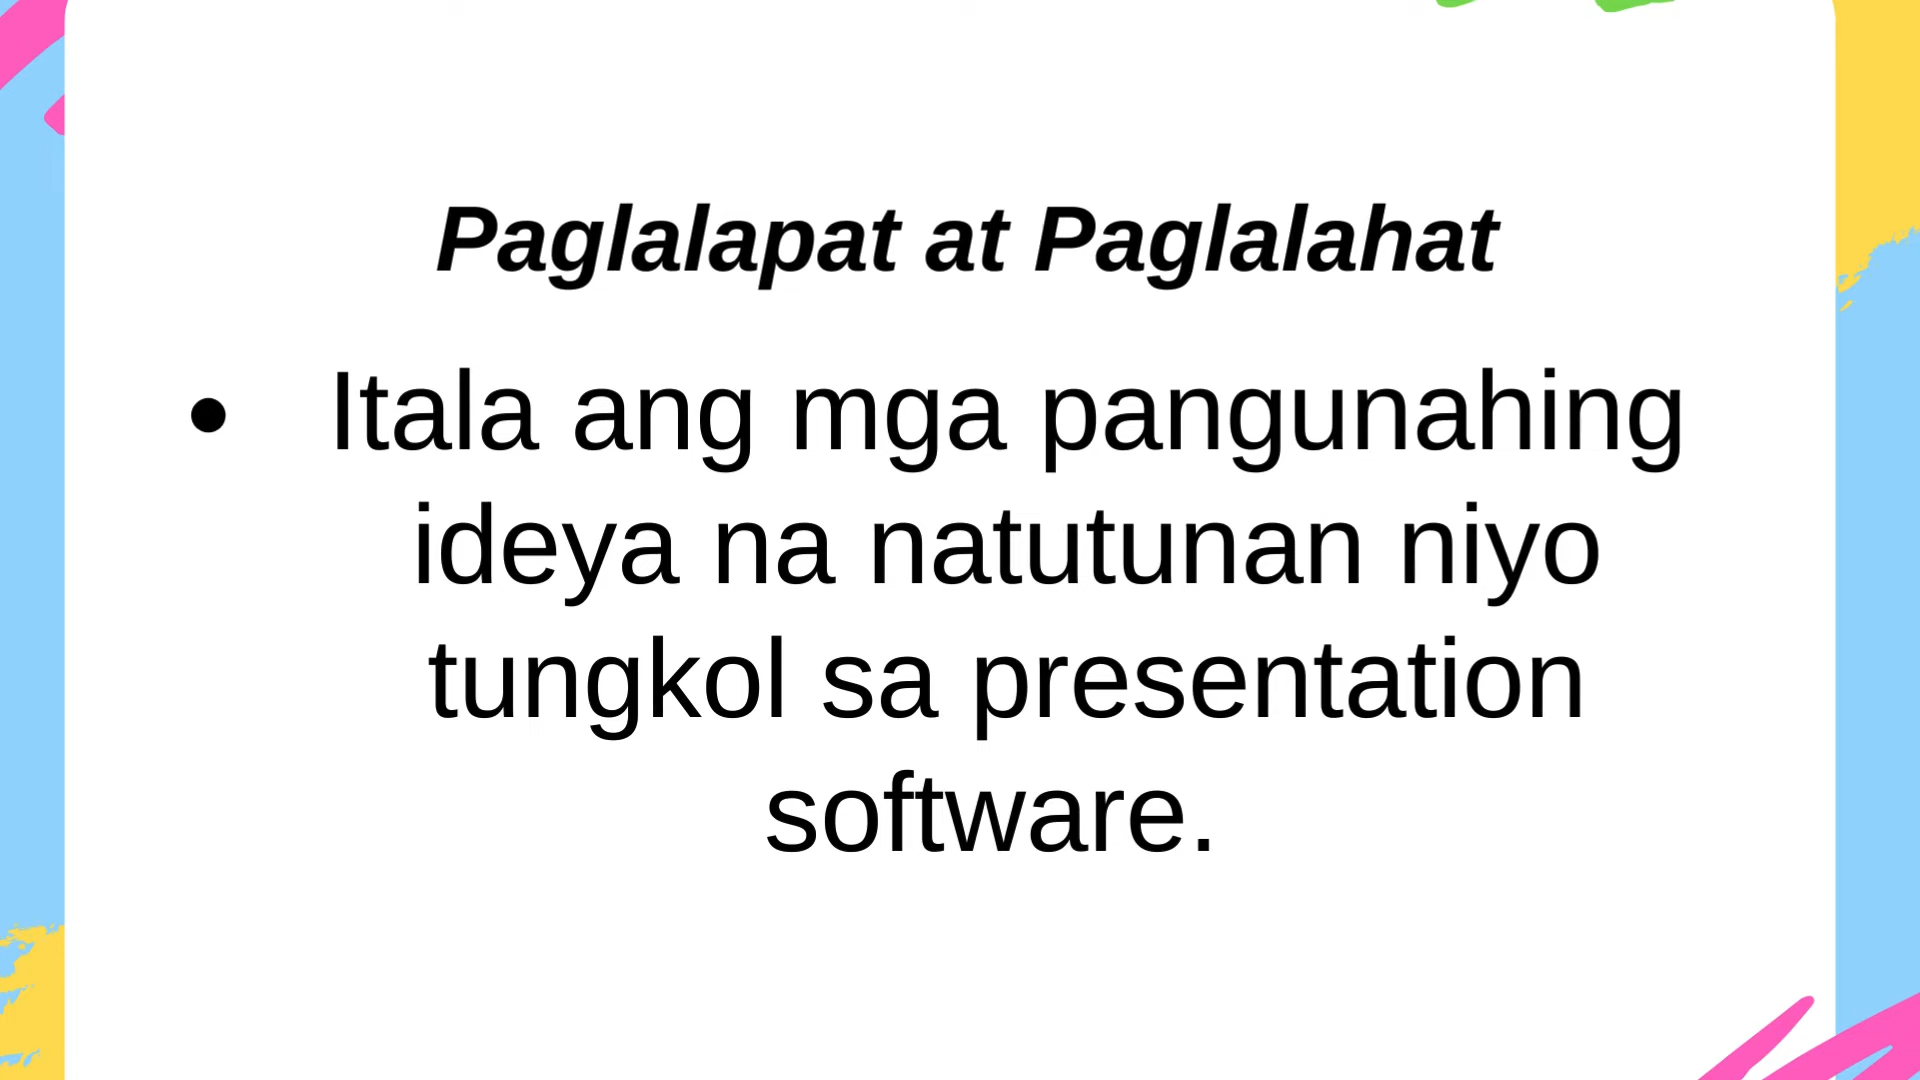 Paglalapat at Paglalahat
• Itala ang mga pangunahing
ideya na natutunan niyo
tungkol sa presentation
software.